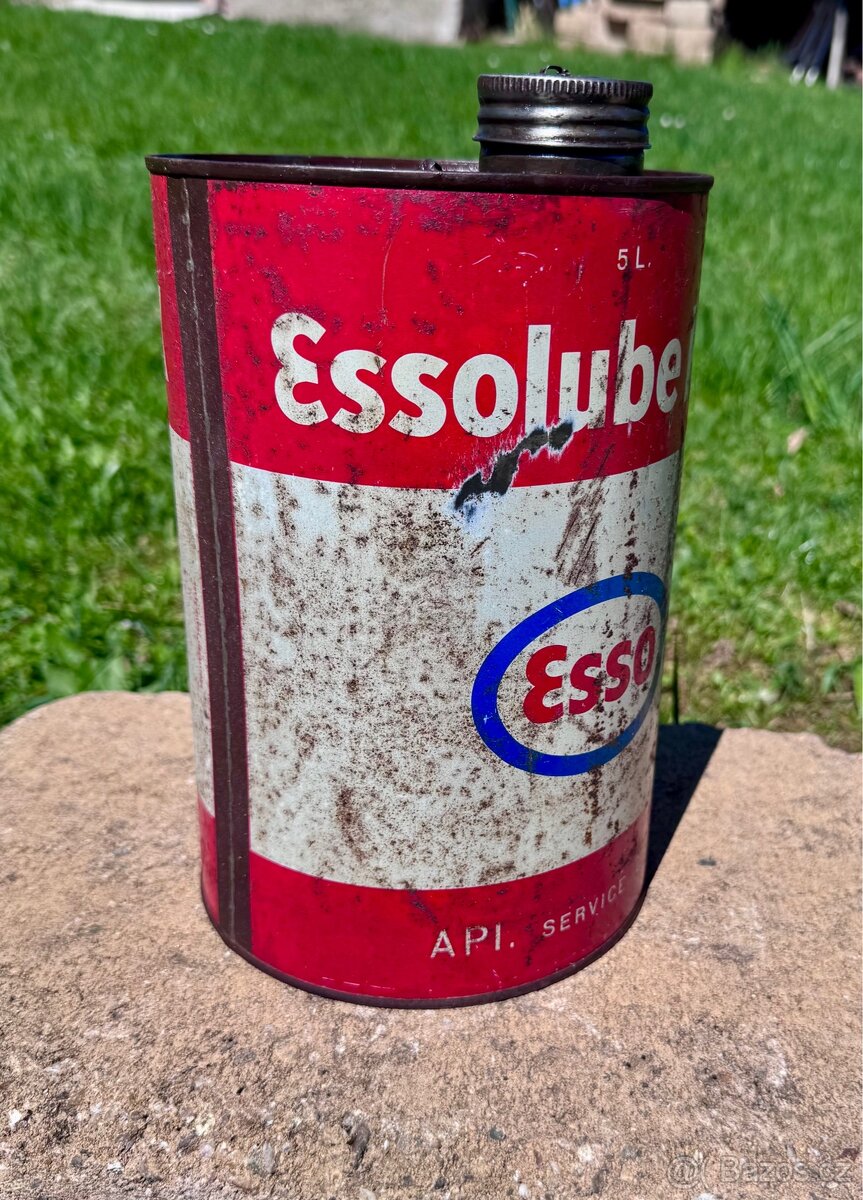 5 L.
Essolube
Esso
API. SERVICE
Bazos.cz